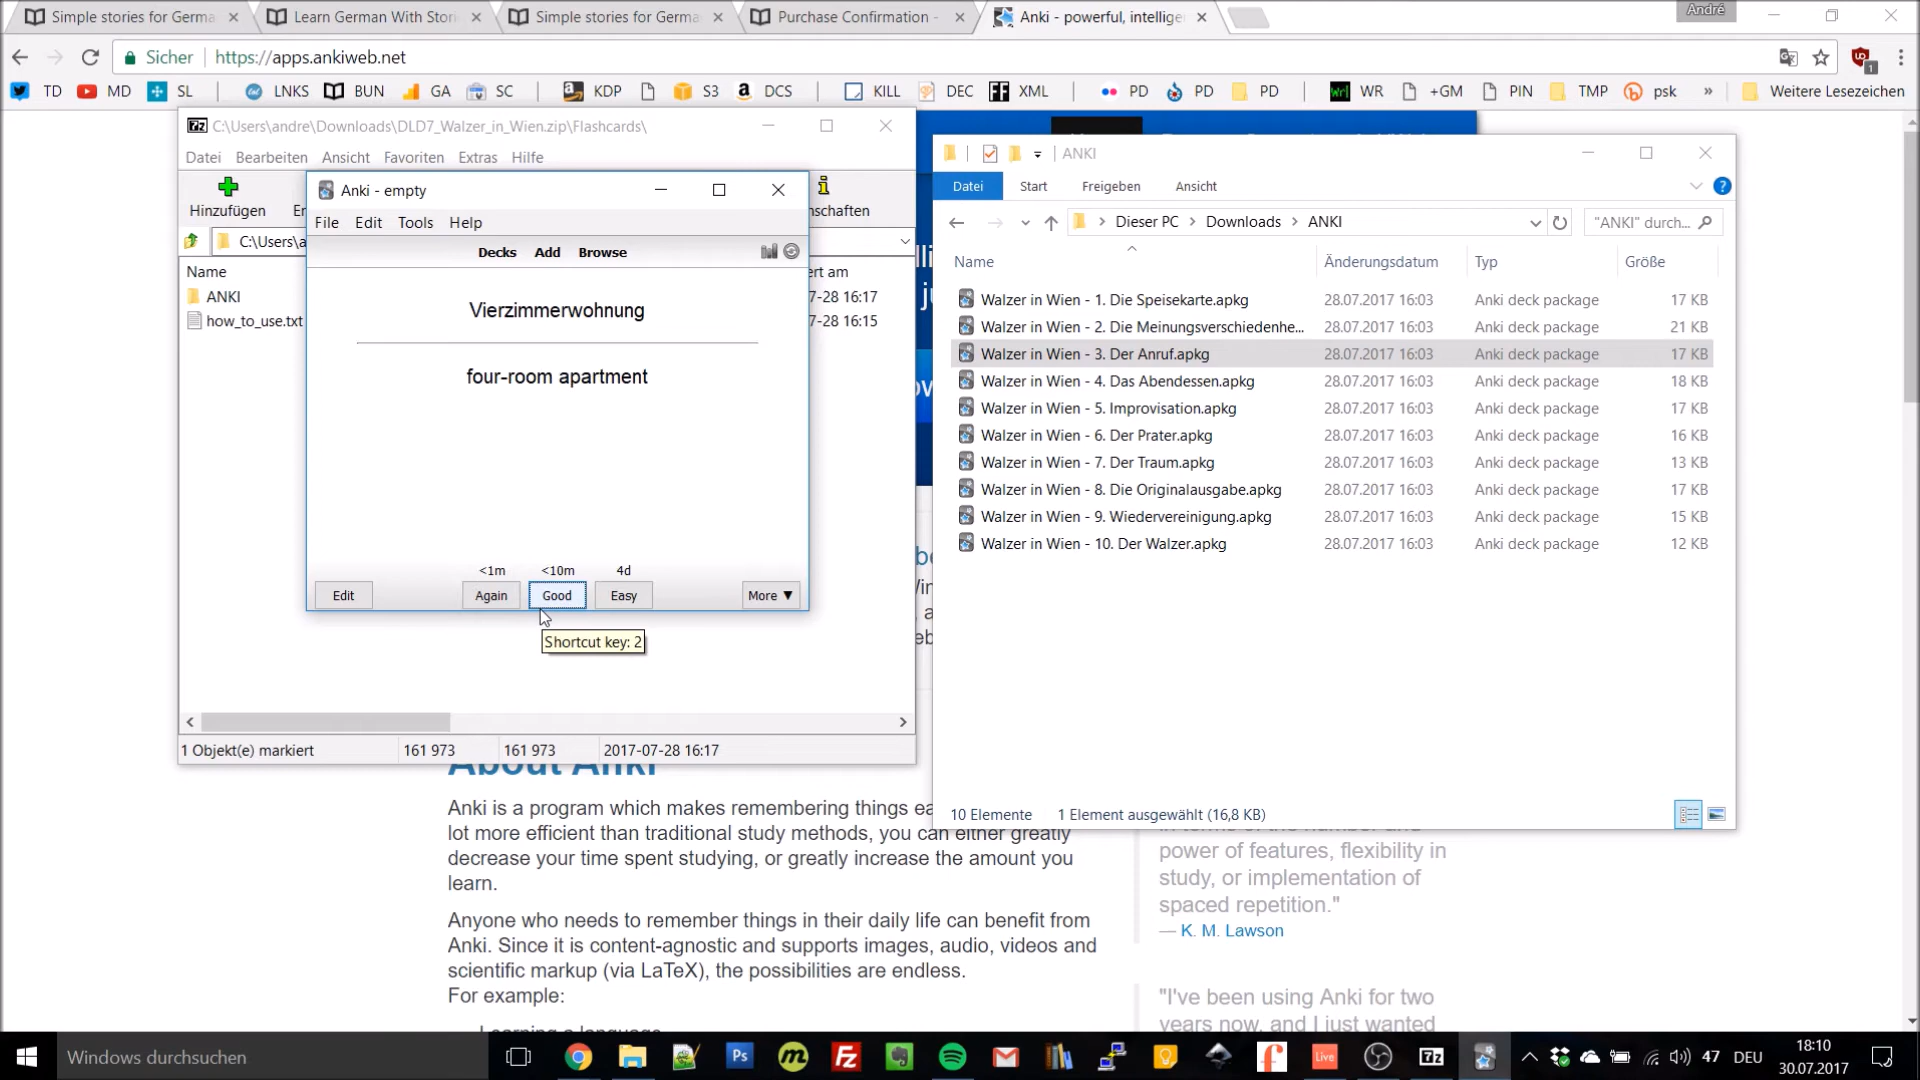 Simple stories for Germa
Learn German With Stori
Simple stories for Germa
Purchase Confirmation -
Anki - powerful, intellige
André
Sicher
https://apps.ankiweb.net
TD
MD
SL
LNKS
BUN
GA
SC
KDP
S3
DCS
KILL
DEC
XML
PD
PD
PD
WR
+GM
PIN
TMP
psk
»
Weitere Lesezeichen
C:\Users\andre\Downloads\DLD7_Walzer_in_Wien.zip\Flashcards\
Datei
Bearbeiten
Ansicht
Favoriten
Extras
Hilfe
Hinzufügen
schaften
C:\Users\a
Name
ert am
ANKI
7-28 16:17
how_to_use.txt
7-28 16:15
1 Objekt(e) markiert
161 973
161 973
2017-07-28 16:17
Anki - empty
File
Edit
Tools
Help
Decks
Add
Browse
Vierzimmerwohnung
four-room apartment
<1m
<10m
4d
Edit
Again
Good
Easy
More ▼
Shortcut key: 2
ANKI
Datei
Start
Freigeben
Ansicht
Dieser PC
Downloads
ANKI
"ANKI" durch...
Name
Änderungsdatum
Typ
Größe
Walzer in Wien - 1. Die Speisekarte.apkg 28.07.2017 16:03 Anki deck package 17 KB
Walzer in Wien - 2. Die Meinungsverschiedenhe... 28.07.2017 16:03 Anki deck package 21 KB
Walzer in Wien - 3. Der Anruf.apkg 28.07.2017 16:03 Anki deck package 17 KB
Walzer in Wien - 4. Das Abendessen.apkg 28.07.2017 16:03 Anki deck package 18 KB
Walzer in Wien - 5. Improvisation.apkg 28.07.2017 16:03 Anki deck package 17 KB
Walzer in Wien - 6. Der Prater.apkg 28.07.2017 16:03 Anki deck package 16 KB
Walzer in Wien - 7. Der Traum.apkg 28.07.2017 16:03 Anki deck package 13 KB
Walzer in Wien - 8. Die Originalausgabe.apkg 28.07.2017 16:03 Anki deck package 17 KB
Walzer in Wien - 9. Wiedervereinigung.apkg 28.07.2017 16:03 Anki deck package 15 KB
Walzer in Wien - 10. Der Walzer.apkg 28.07.2017 16:03 Anki deck package 12 KB
10 Elemente
1 Element ausgewählt (16,8 KB)
About Anki
Anki is a program which makes remembering things ea
lot more efficient than traditional study methods, you can either greatly
decrease your time spent studying, or greatly increase the amount you
learn.
Anyone who needs to remember things in their daily life can benefit from
Anki. Since it is content-agnostic and supports images, audio, videos and
scientific markup (via LaTeX), the possibilities are endless.
For example:
Learning a language
in terms of the number and
power of features, flexibility in
study, or implementation of
spaced repetition."
— K. M. Lawson
"I've been using Anki for two
years now, and I just wanted
Windows durchsuchen
47
DEU
18:10
30.07.2017